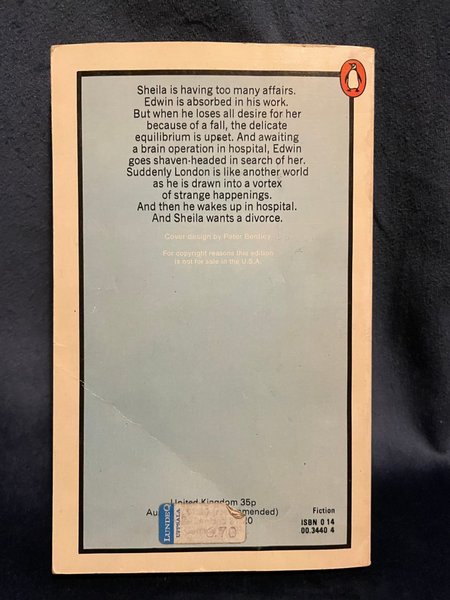 Sheila is having too many affairs.
Edwin is absorbed in his work.
But when he loses all desire for her
because of a fall, the delicate
equilibrium is upset. And awaiting
a brain operation in hospital, Edwin
goes shaven-headed in search of her.
Suddenly London is like another world
as he is drawn into a vortex
of strange happenings.
And then he wakes up in hospital.
And Sheila wants a divorce.
Cover design by Peter Bentley
For copyright reasons this edition
is not for sale in the U.S.A.
United Kingdom 35p
Fiction
ISBN 0 14
00.3440 4
LUNDEQ
UPPSALA